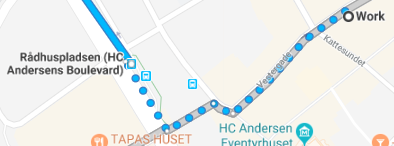 Work
Kattesundet
Rådhuspladsen (HC
Andersens Boulevard)
Vestergade
HC Andersen
Eventyrhuset
TAPAS HUSET